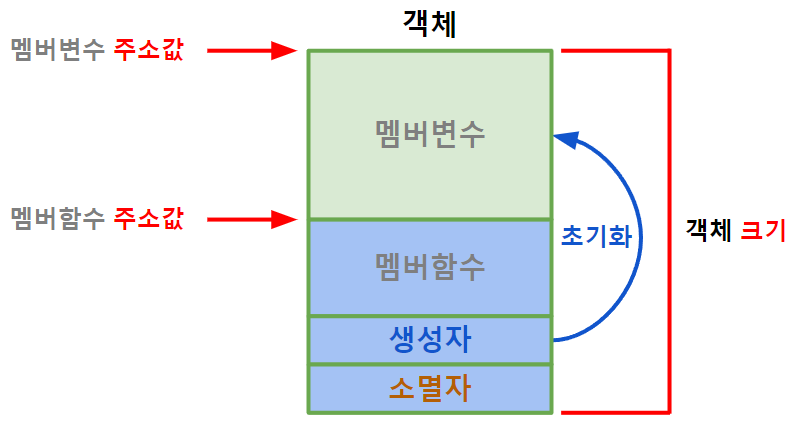 객체
멤버변수 주소값
멤버변수
멤버함수 주소값
초기화
객체 크기
멤버함수
생성자
소멸자